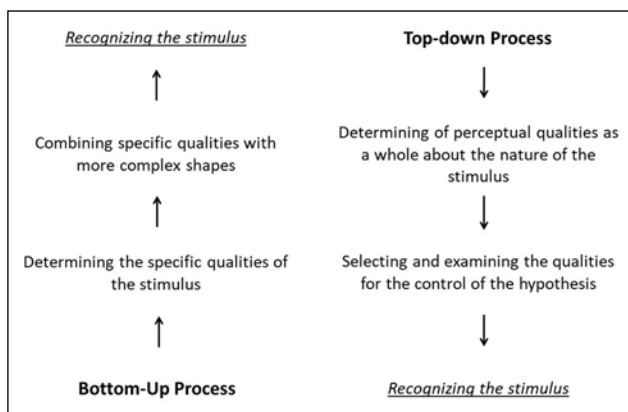 Recognizing the stimulus
Combining specific qualities with
more complex shapes
Determining the specific qualities of
the stimulus
Bottom-Up Process
Top-down Process
Determining of perceptual qualities as
a whole about the nature of the
stimulus
Selecting and examining the qualities
for the control of the hypothesis
Recognizing the stimulus